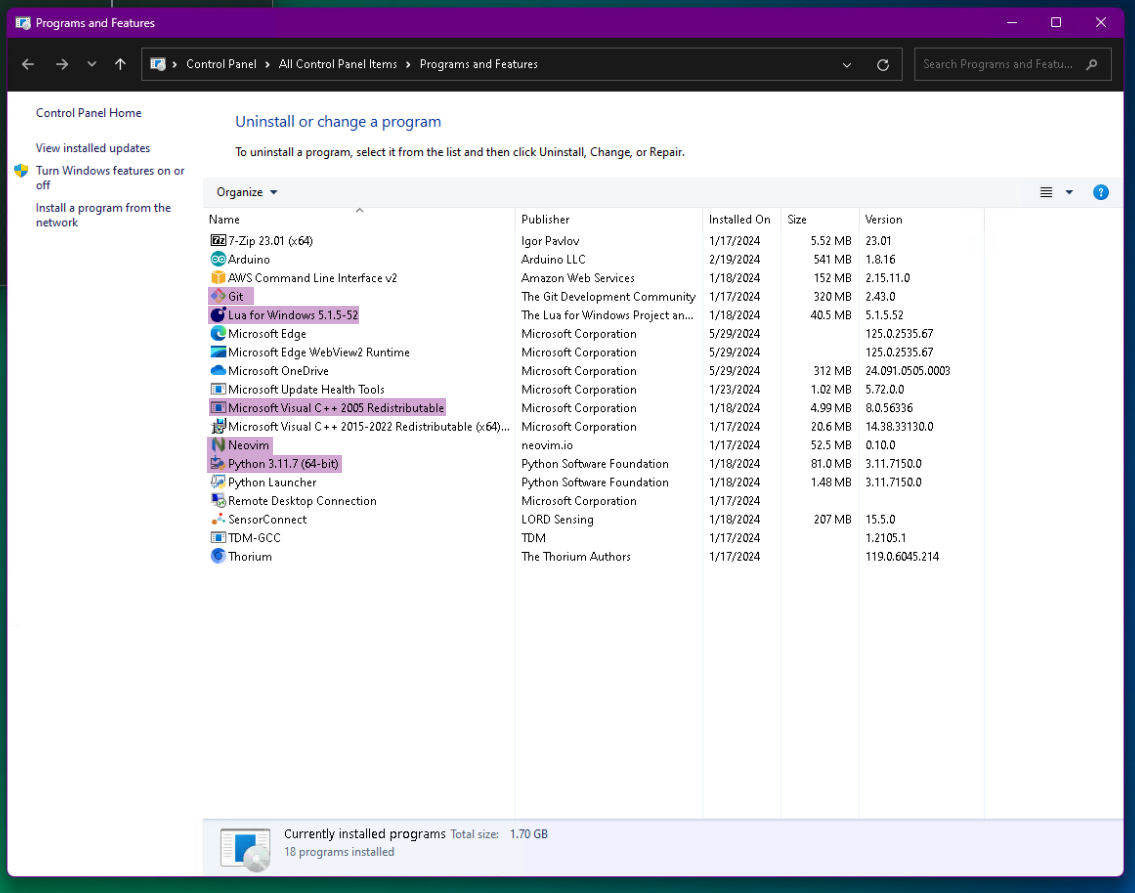 Programs and Features
Control Panel > All Control Panel Items > Programs and Features
Search Programs and Featu...
Control Panel Home
View installed updates
Turn Windows features on or
off
Install a program from the
network
Uninstall or change a program
To uninstall a program, select it from the list and then click Uninstall, Change, or Repair.
Organize
Name Publisher Installed On Size Version
7-Zip 23.01 (x64) Igor Pavlov 1/17/2024 5.52 MB 23.01
Arduino Arduino LLC 2/19/2024 541 MB 1.8.16
AWS Command Line Interface v2 Amazon Web Services 1/18/2024 152 MB 2.15.11.0
Git The Git Development Community 1/17/2024 320 MB 2.43.0
Lua for Windows 5.1.5-52 The Lua for Windows Project an... 1/18/2024 40.5 MB 5.1.5.52
Microsoft Edge Microsoft Corporation 5/29/2024 125.0.2535.67
Microsoft Edge WebView2 Runtime Microsoft Corporation 5/29/2024 125.0.2535.67
Microsoft OneDrive Microsoft Corporation 5/29/2024 312 MB 24.091.0505.0003
Microsoft Update Health Tools Microsoft Corporation 1/23/2024 1.02 MB 5.72.0.0
Microsoft Visual C++ 2005 Redistributable Microsoft Corporation 1/18/2024 4.99 MB 8.0.56336
Microsoft Visual C++ 2015-2022 Redistributable (x64)... Microsoft Corporation 1/17/2024 20.6 MB 14.38.33130.0
Neovim neovim.io 1/17/2024 52.5 MB 0.10.0
Python 3.11.7 (64-bit) Python Software Foundation 1/18/2024 81.0 MB 3.11.7150.0
Python Launcher Python Software Foundation 1/18/2024 1.48 MB 3.11.7150.0
Remote Desktop Connection Microsoft Corporation 1/17/2024
SensorConnect LORD Sensing 1/18/2024 207 MB 15.5.0
TDM-GCC TDM 1/17/2024 1.2105.1
Thorium The Thorium Authors 1/17/2024 119.0.6045.214
Currently installed programs Total size: 1.70 GB
18 programs installed